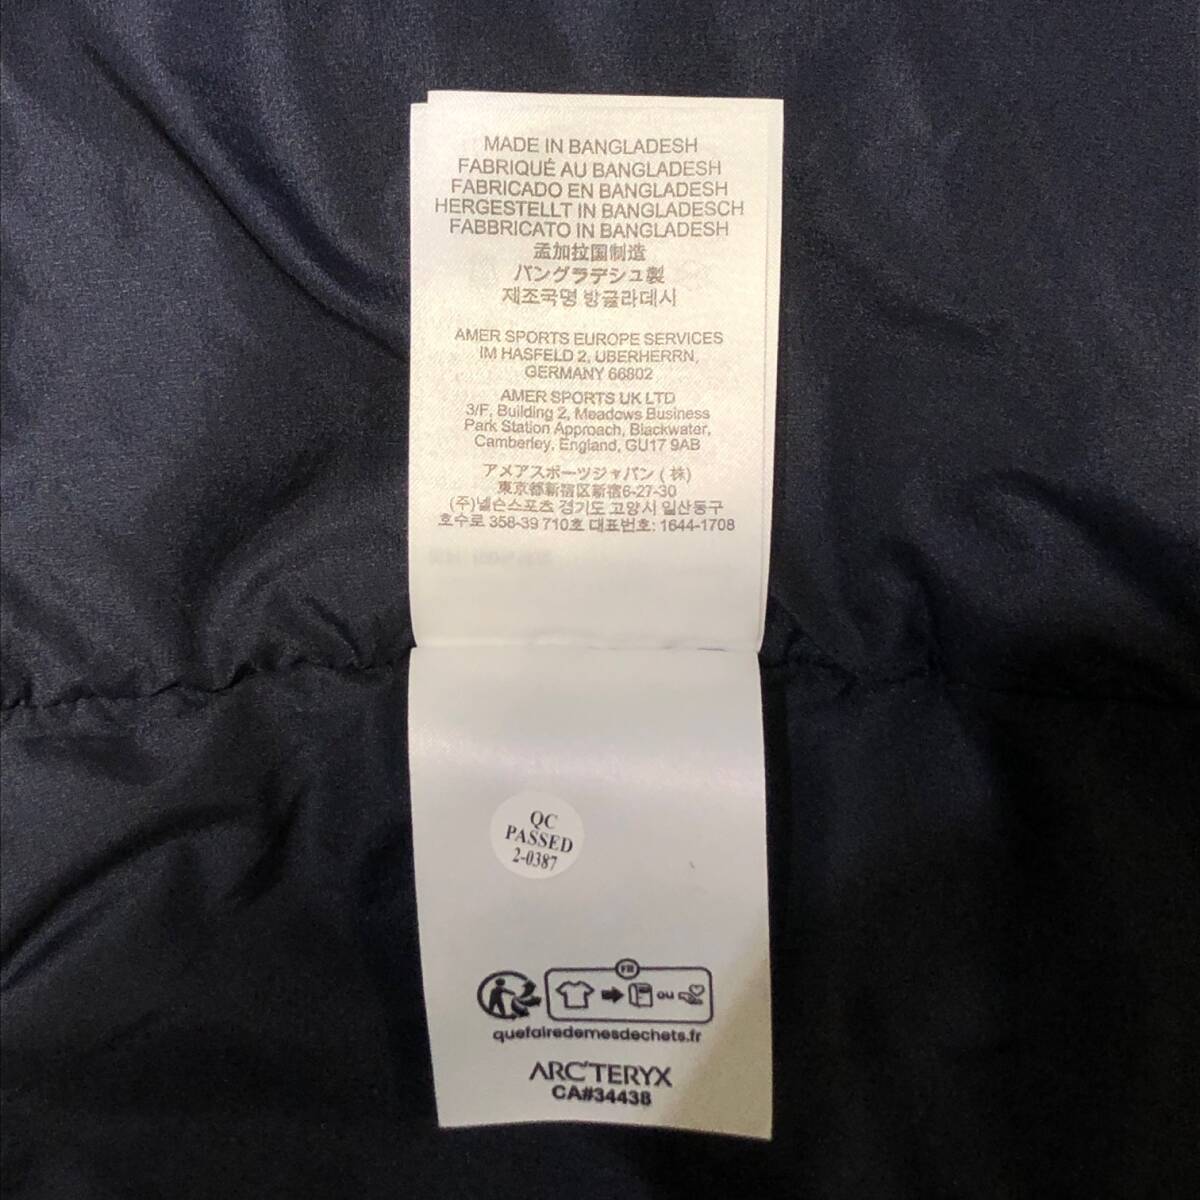 MADE IN BANGLADESH
FABRIQUÉ AU BANGLADESH
FABRICADO EN BANGLADESH
HERGESTELLT IN BANGLADESCH
FABBRICATO IN BANGLADESH
孟加拉国制造
バングラデシュ製
제조국명 방글라데시
AMER SPORTS EUROPE SERVICES
IM HASFELD 2, UBERHERRN,
GERMANY 66802
AMER SPORTS UK LTD
3/F, Building 2, Meadows Business
Park Station Approach, Blackwater,
Camberley, England, GU17 9AB
アメアスポーツジャパン (株)
東京都新宿区新宿6-27-30
(주)넬슨스포츠 경기도 고양시 일산동구
호수로 358-39 710호 대표번호: 1644-1708
QC
PASSED
2-0387
FR
ou
quefairedemesdechets.fr
ARC'TERYX
CA#34438